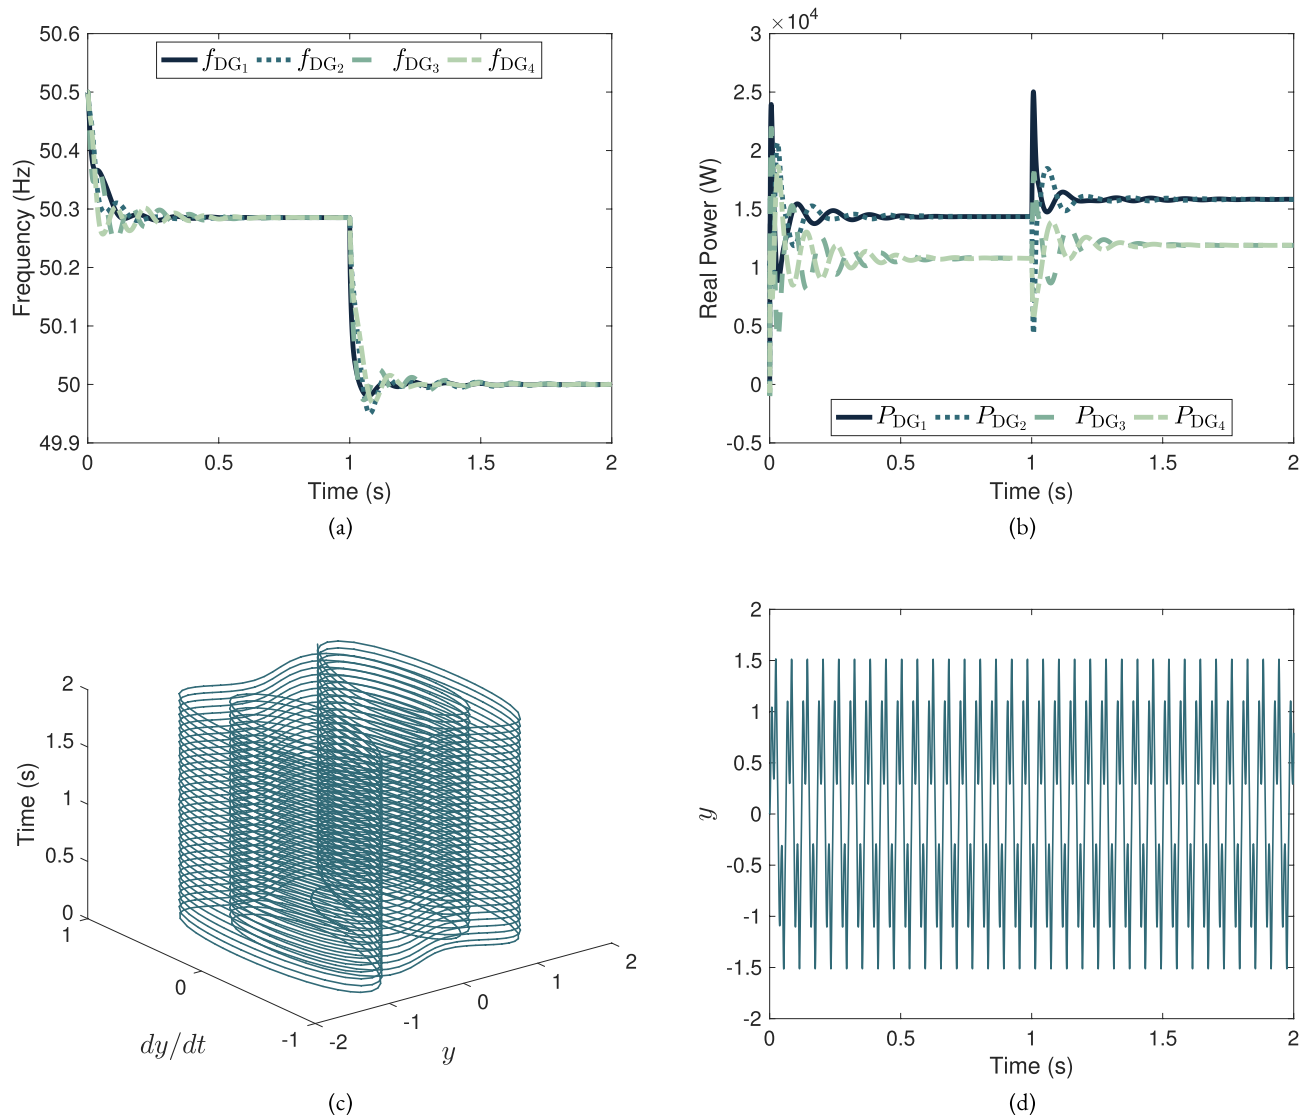 50.6
50.5
50.4
50.3
50.2
50.1
50
49.9
Frequency (Hz)
f_DG1 f_DG2 f_DG3 f_DG4
0 0.5 1 1.5 2
Time (s)
(a)
×10^4
3
2.5
2
1.5
1
0.5
0
-0.5
Real Power (W)
P_DG1 P_DG2 P_DG3 P_DG4
0 0.5 1 1.5 2
Time (s)
(b)
2
1.5
1
0.5
0
Time (s)
1
0
-1
dy/dt
-2
-1
0
1
2
y
(c)
2
1.5
1
0.5
0
-0.5
-1
-1.5
-2
y
0 0.5 1 1.5 2
Time (s)
(d)